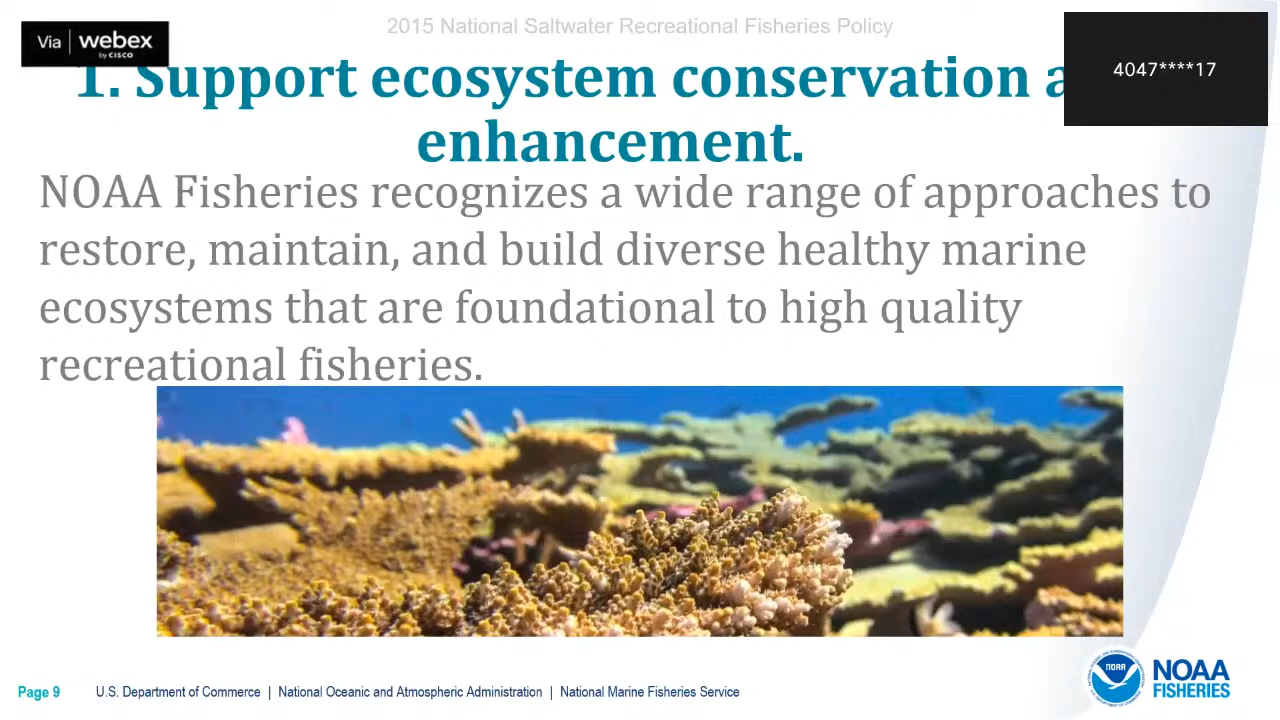 2015 National Saltwater Recreational Fisheries Policy
Via webex
by CISCO
4047****17
1. Support ecosystem conservation
enhancement.
NOAA Fisheries recognizes a wide range of approaches to
restore, maintain, and build diverse healthy marine
ecosystems that are foundational to high quality
recreational fisheries.
Page 9
U.S. Department of Commerce | National Oceanic and Atmospheric Administration | National Marine Fisheries Service
NOAA
NOAA
FISHERIES